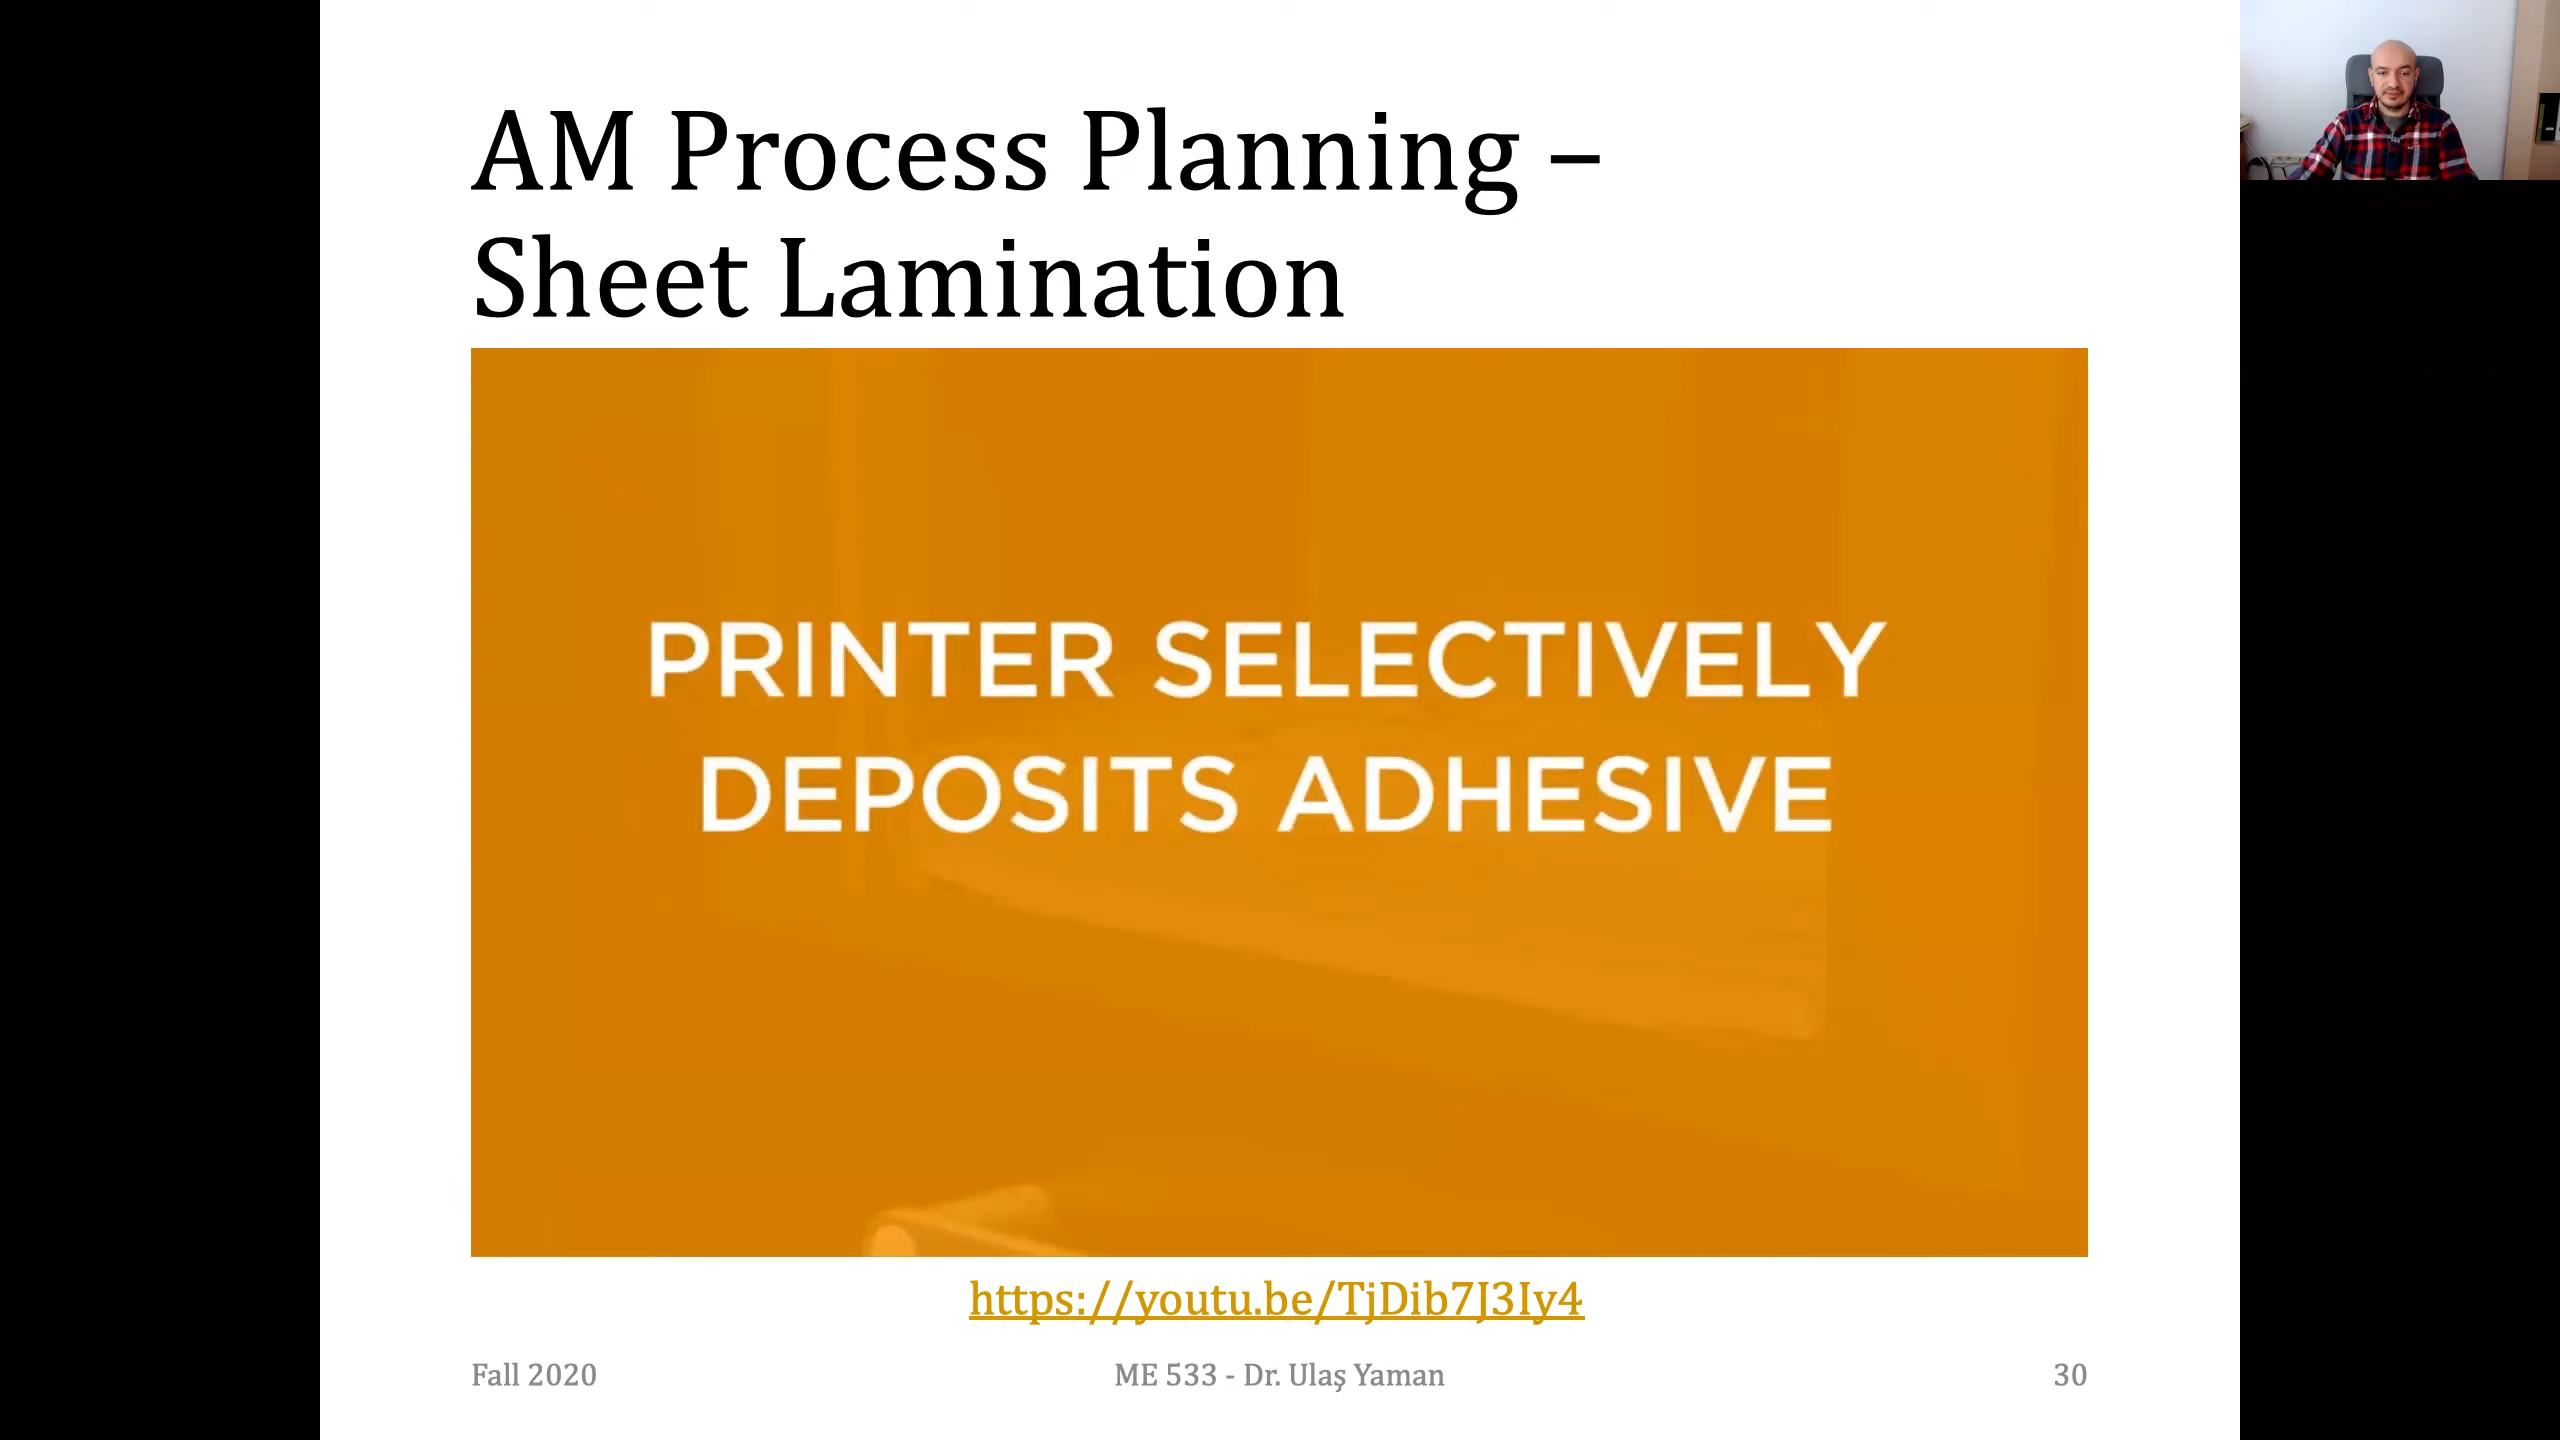 AM Process Planning –
Sheet Lamination
PRINTER SELECTIVELY
DEPOSITS ADHESIVE
https://youtu.be/TjDib7J3Iy4
Fall 2020
ME 533 - Dr. Ulaş Yaman
30